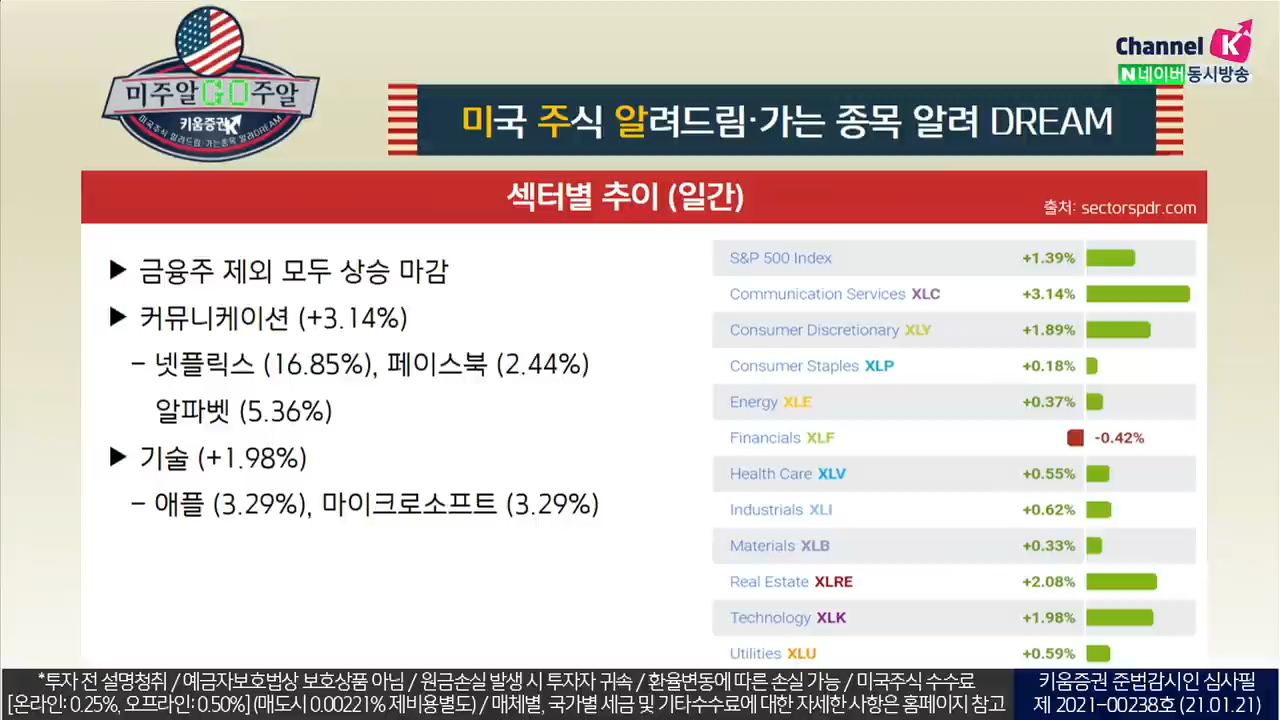 미주알GO주알
키움증권
미국주식 알려드림·가는종목 알려DREAM
Channel K
N 네이버 동시방송
미국 주식 알려드림·가는 종목 알려 DREAM
섹터별 추이 (일간)
출처: sectorspdr.com
▶ 금융주 제외 모두 상승 마감
▶ 커뮤니케이션 (+3.14%)
– 넷플릭스 (16.85%), 페이스북 (2.44%)
알파벳 (5.36%)
▶ 기술 (+1.98%)
– 애플 (3.29%), 마이크로소프트 (3.29%)
S&P 500 Index +1.39%
Communication Services XLC +3.14%
Consumer Discretionary XLY +1.89%
Consumer Staples XLP +0.18%
Energy XLE +0.37%
Financials XLF -0.42%
Health Care XLV +0.55%
Industrials XLI +0.62%
Materials XLB +0.33%
Real Estate XLRE +2.08%
Technology XLK +1.98%
Utilities XLU +0.59%
*투자 전 설명청취 / 예금자보호법상 보호상품 아님 / 원금손실 발생 시 투자자 귀속 / 환율변동에 따른 손실 가능 / 미국주식 수수료
[온라인: 0.25%, 오프라인: 0.50%] (매도시 0.00221% 제비용별도) / 매체별, 국가별 세금 및 기타수수료에 대한 자세한 사항은 홈페이지 참고
키움증권 준법감시인 심사필
제 2021-00238호 (21.01.21)